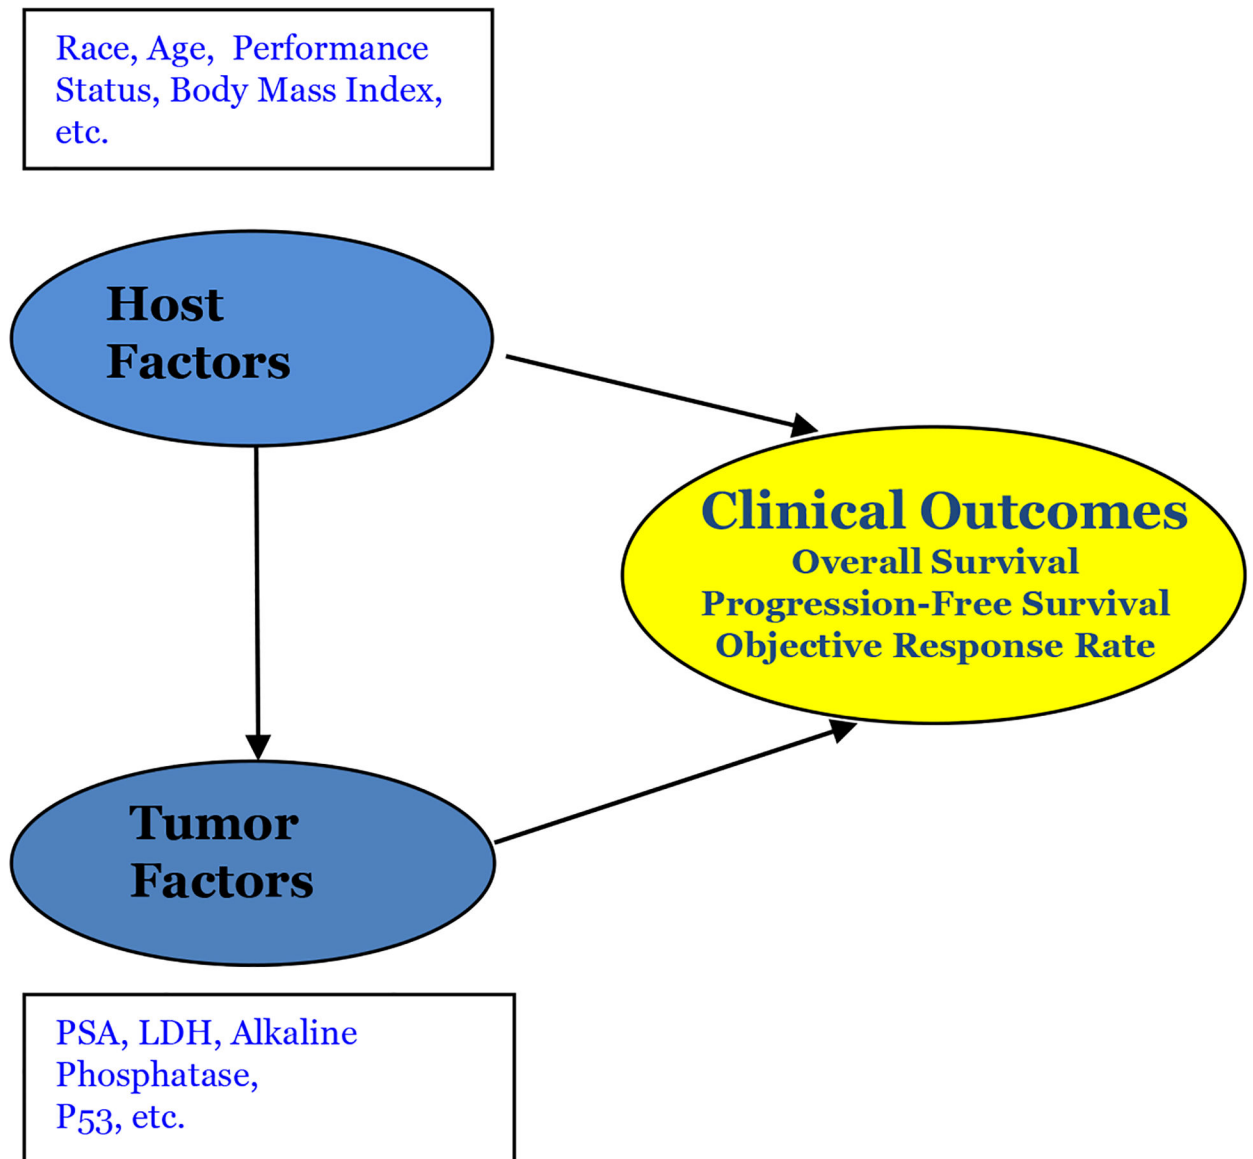 Race, Age, Performance
Status, Body Mass Index,
etc.
Host
Factors
Clinical Outcomes
Overall Survival
Progression-Free Survival
Objective Response Rate
Tumor
Factors
PSA, LDH, Alkaline
Phosphatase,
P53, etc.